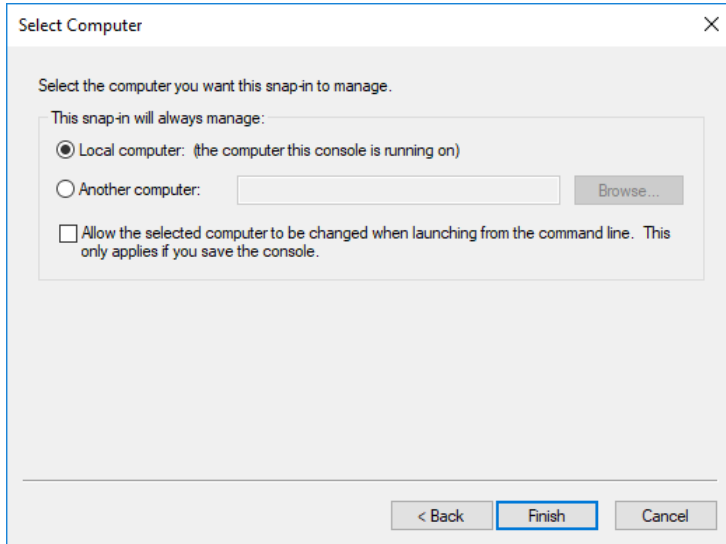 Select Computer
Select the computer you want this snap-in to manage.
This snap-in will always manage:
Local computer: (the computer this console is running on)
Another computer:
Browse...
Allow the selected computer to be changed when launching from the command line. This
only applies if you save the console.
< Back
Finish
Cancel